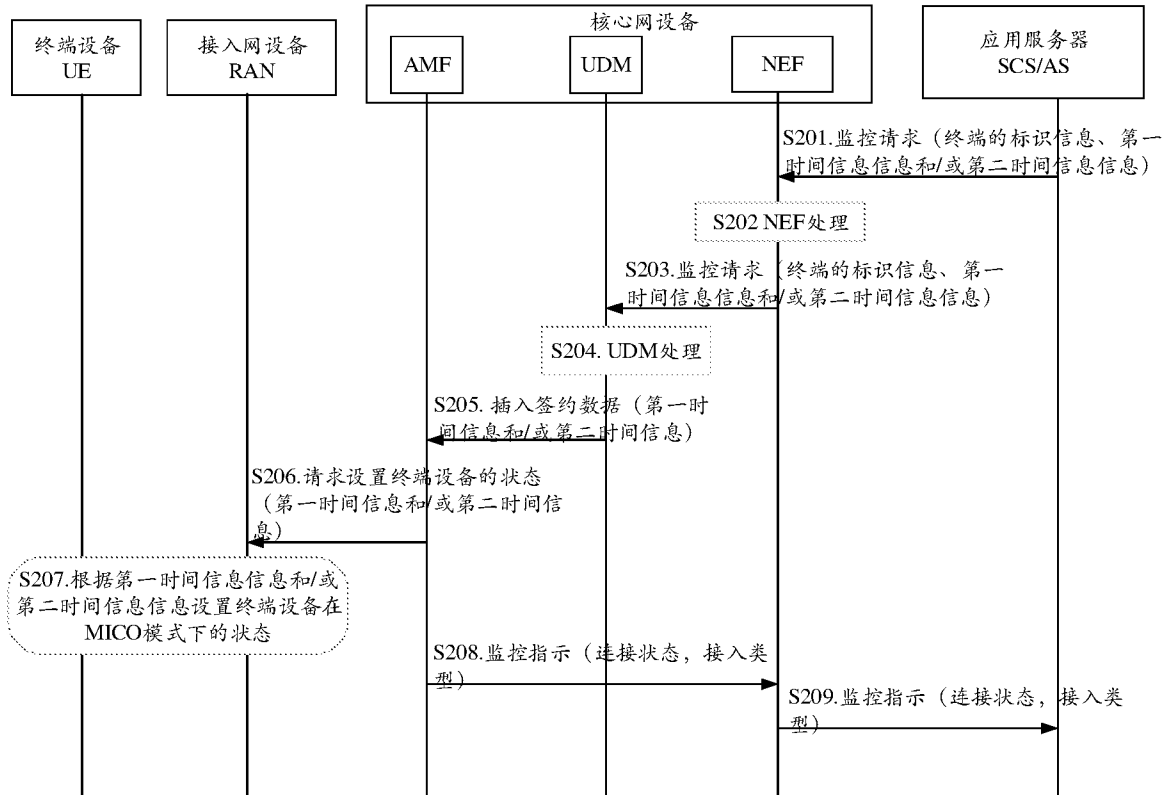 核心网设备
终端设备
UE
接入网设备
RAN
AMF
UDM
NEF
应用服务器
SCS/AS
S201.监控请求（终端的标识信息、第一
时间信息信息和/或第二时间信息信息）
S202 NEF处理
S203.监控请求（终端的标识信息、第一
时间信息信息和/或第二时间信息信息）
S204. UDM处理
S205. 插入签约数据（第一时
间信息和/或第二时间信息）
S206.请求设置终端设备的状态
（第一时间信息和/或第二时间信
息）
S207.根据第一时间信息信息和/或
第二时间信息信息设置终端设备在
MICO模式下的状态
S208.监控指示（连接状态，接入类
型）
S209.监控指示（连接状态，接入类
型）